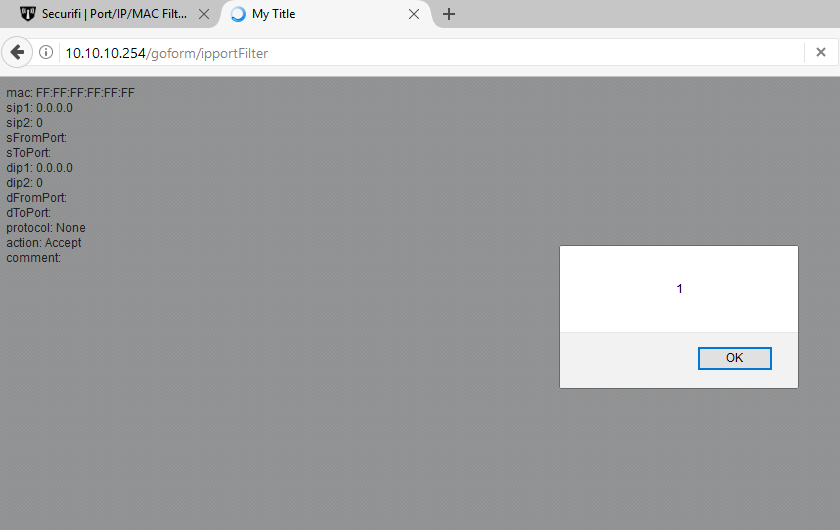 Securifi | Port/IP/MAC Filt...
My Title
10.10.10.254/goform/ipportFilter
mac: FF:FF:FF:FF:FF:FF
sip1: 0.0.0.0
sip2: 0
sFromPort:
sToPort:
dip1: 0.0.0.0
dip2: 0
dFromPort:
dToPort:
protocol: None
action: Accept
comment:
1
OK